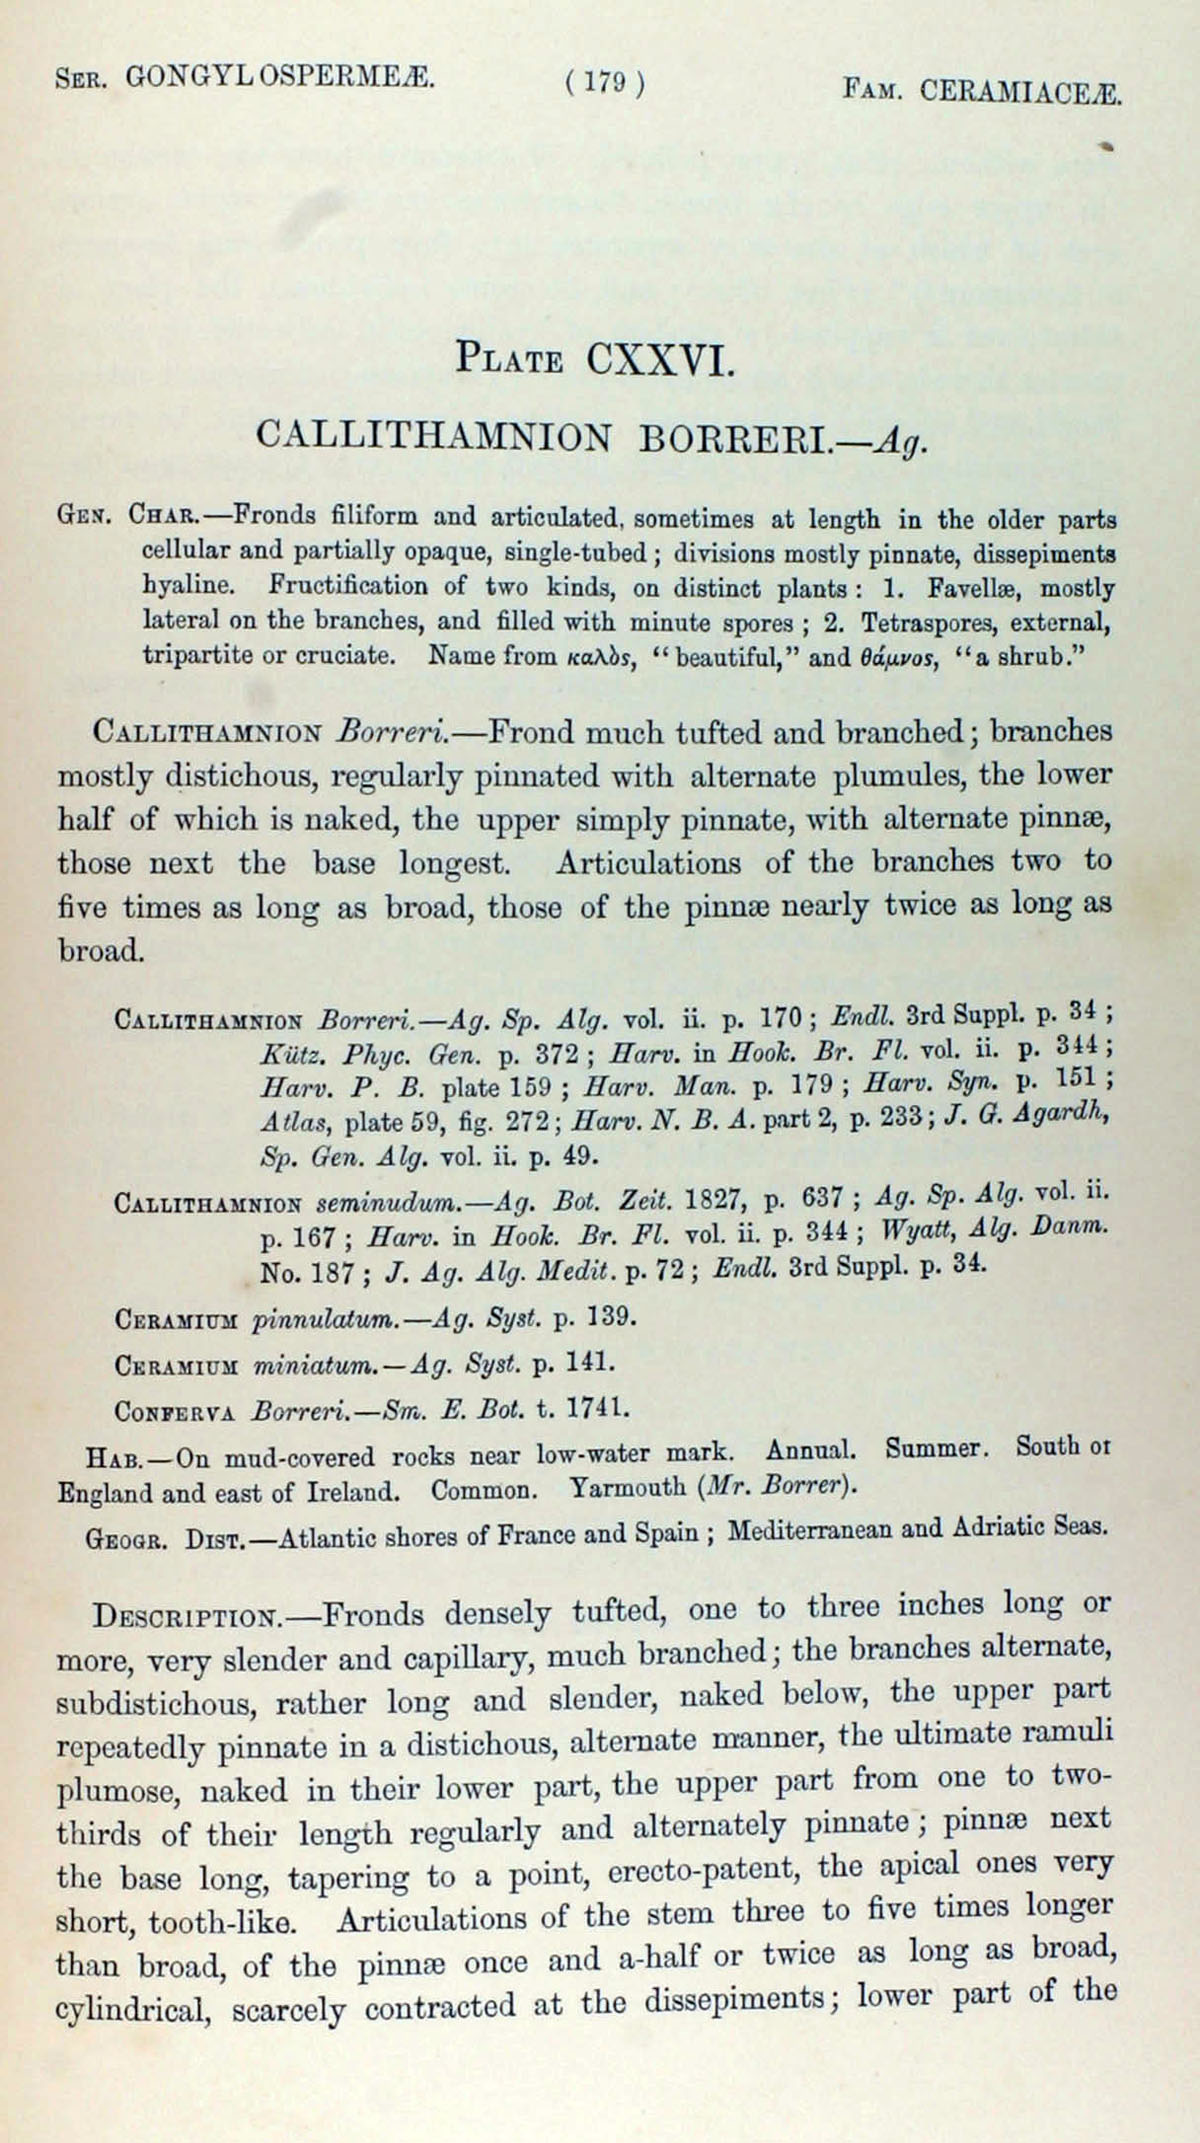 SER. GONGYLOSPERMEÆ. (179) FAM. CERAMIACEÆ.
PLATE CXXVI.
CALLITHAMNION BORRERI.—Ag.
GEN. CHAR.—Fronds filiform and articulated, sometimes at length in the older parts
cellular and partially opaque, single-tubed; divisions mostly pinnate, dissepiments
hyaline. Fructification of two kinds, on distinct plants: 1. Favellæ, mostly
lateral on the branches, and filled with minute spores; 2. Tetraspores, external,
tripartite or cruciate. Name from καλὸς, “beautiful,” and θάμνος, “a shrub.”
CALLITHAMNION Borreri.—Frond much tufted and branched; branches
mostly distichous, regularly pinnated with alternate plumules, the lower
half of which is naked, the upper simply pinnate, with alternate pinnæ,
those next the base longest. Articulations of the branches two to
five times as long as broad, those of the pinnæ nearly twice as long as
broad.
CALLITHAMNION Borreri.—Ag. Sp. Alg. vol. ii. p. 170; Endl. 3rd Suppl. p. 34;
Kütz. Phyc. Gen. p. 372; Harv. in Hook. Br. Fl. vol. ii. p. 344;
Harv. P. B. plate 159; Harv. Man. p. 179; Harv. Syn. p. 151;
Atlas, plate 59, fig. 272; Harv. N. B. A. part 2, p. 233; J. G. Agardh,
Sp. Gen. Alg. vol. ii. p. 49.
CALLITHAMNION seminudum.—Ag. Bot. Zeit. 1827, p. 637; Ag. Sp. Alg. vol. ii.
p. 167; Harv. in Hook. Br. Fl. vol. ii. p. 344; Wyatt, Alg. Danm.
No. 187; J. Ag. Alg. Medit. p. 72; Endl. 3rd Suppl. p. 34.
CERAMIUM pinnulatum.—Ag. Syst. p. 139.
CERAMIUM miniatum.—Ag. Syst. p. 141.
CONFERVA Borreri.—Sm. E. Bot. t. 1741.
HAB.—On mud-covered rocks near low-water mark. Annual. Summer. South of
England and east of Ireland. Common. Yarmouth (Mr. Borrer).
GEOGR. DIST.—Atlantic shores of France and Spain; Mediterranean and Adriatic Seas.
DESCRIPTION.—Fronds densely tufted, one to three inches long or
more, very slender and capillary, much branched; the branches alternate,
subdistichous, rather long and slender, naked below, the upper part
repeatedly pinnate in a distichous, alternate manner, the ultimate ramuli
plumose, naked in their lower part, the upper part from one to two-
thirds of their length regularly and alternately pinnate; pinnæ next
the base long, tapering to a point, erecto-patent, the apical ones very
short, tooth-like. Articulations of the stem three to five times longer
than broad, of the pinnæ once and a-half or twice as long as broad,
cylindrical, scarcely contracted at the dissepiments; lower part of the